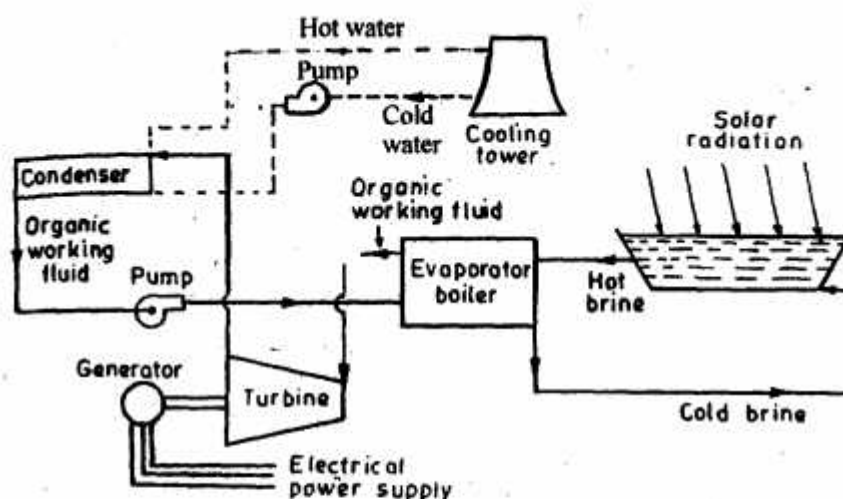 Hot water
Pump
Cold
water
Cooling
tower
Solar
radiation
Condenser
Organic
working
fluid
Organic
working fluid
Evaporator
boiler
Hot
brine
Pump
Generator
Turbine
Cold brine
Electrical
power supply